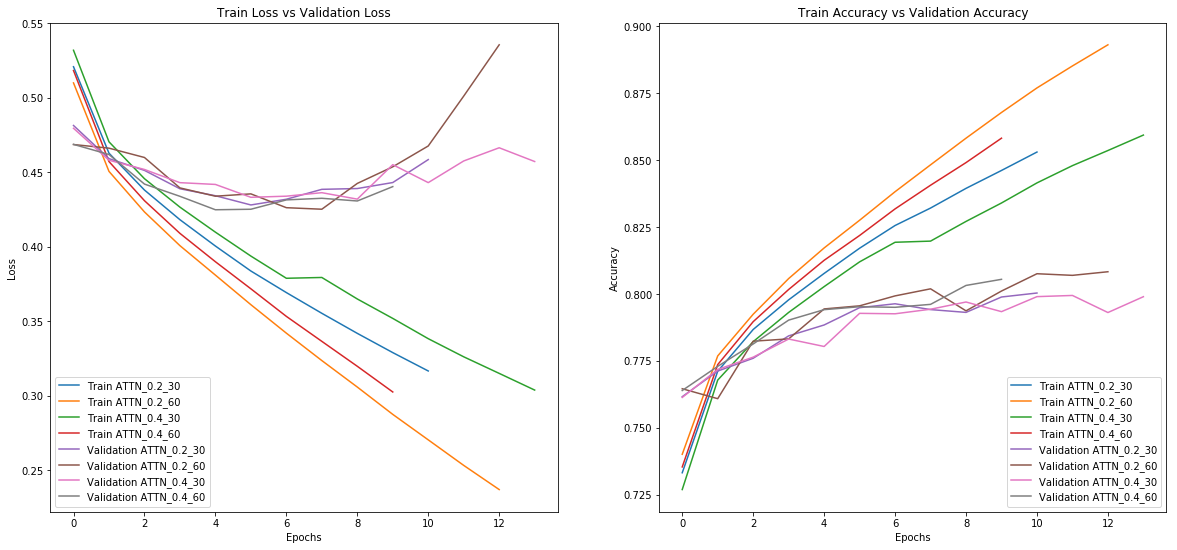 Train Loss vs Validation Loss
0.55
0.50
0.45
0.40
0.35
0.30
0.25
Loss
0
2
4
6
8
10
12
Epochs
Train ATTN_0.2_30
Train ATTN_0.2_60
Train ATTN_0.4_30
Train ATTN_0.4_60
Validation ATTN_0.2_30
Validation ATTN_0.2_60
Validation ATTN_0.4_30
Validation ATTN_0.4_60
Train Accuracy vs Validation Accuracy
0.900
0.875
0.850
0.825
0.800
0.775
0.750
0.725
Accuracy
0
2
4
6
8
10
12
Epochs
Train ATTN_0.2_30
Train ATTN_0.2_60
Train ATTN_0.4_30
Train ATTN_0.4_60
Validation ATTN_0.2_30
Validation ATTN_0.2_60
Validation ATTN_0.4_30
Validation ATTN_0.4_60